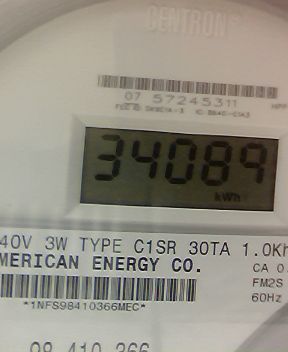 CENTRON®
07 57245311
34089
kWh
40V 3W TYPE C1SR 30TA 1.0Kh
MERICAN ENERGY CO.
CA 0.
FM2S
60Hz
*1NFS98410366MEC*
98 410 366